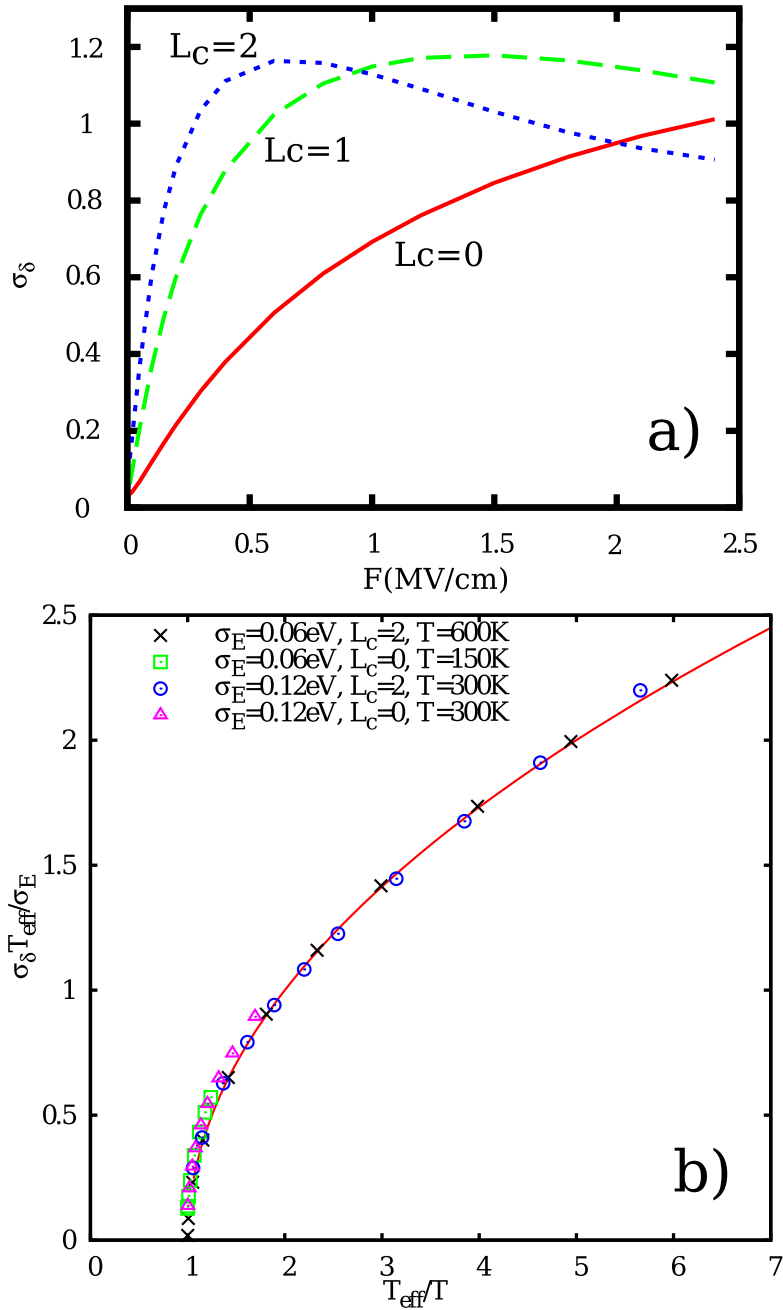 1.2
1
0.8
0.6
0.4
0.2
0
σδ
Lc=2
Lc=1
Lc=0
a)
0 0.5 1 1.5 2 2.5
F(MV/cm)
2.5
2
1.5
1
0.5
0
σδTeff/σE
σE=0.06eV, Lc=2, T=600K
σE=0.06eV, Lc=0, T=150K
σE=0.12eV, Lc=2, T=300K
σE=0.12eV, Lc=0, T=300K
b)
0 1 2 3 4 5 6 7
Teff/T